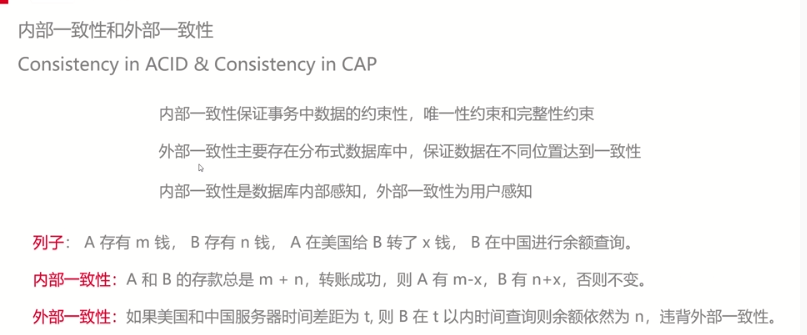 内部一致性和外部一致性
Consistency in ACID & Consistency in CAP
内部一致性保证事务中数据的约束性，唯一性约束和完整性约束
外部一致性主要存在分布式数据库中，保证数据在不同位置达到一致性
内部一致性是数据库内部感知，外部一致性为用户感知
列子： A 存有 m 钱， B 存有 n 钱， A 在美国给 B 转了 x 钱， B 在中国进行余额查询。
内部一致性：A 和 B 的存款总是 m + n，转账成功，则 A 有 m-x，B 有 n+x，否则不变。
外部一致性：如果美国和中国服务器时间差距为 t, 则 B 在 t 以内时间查询则余额依然为 n，违背外部一致性。